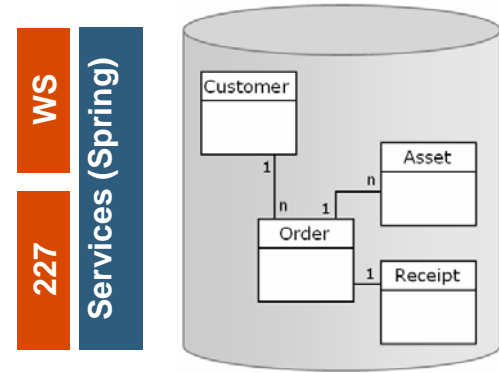 WS
227
Services (Spring)
Customer
1
n
Asset
n
1
Order
1
Receipt